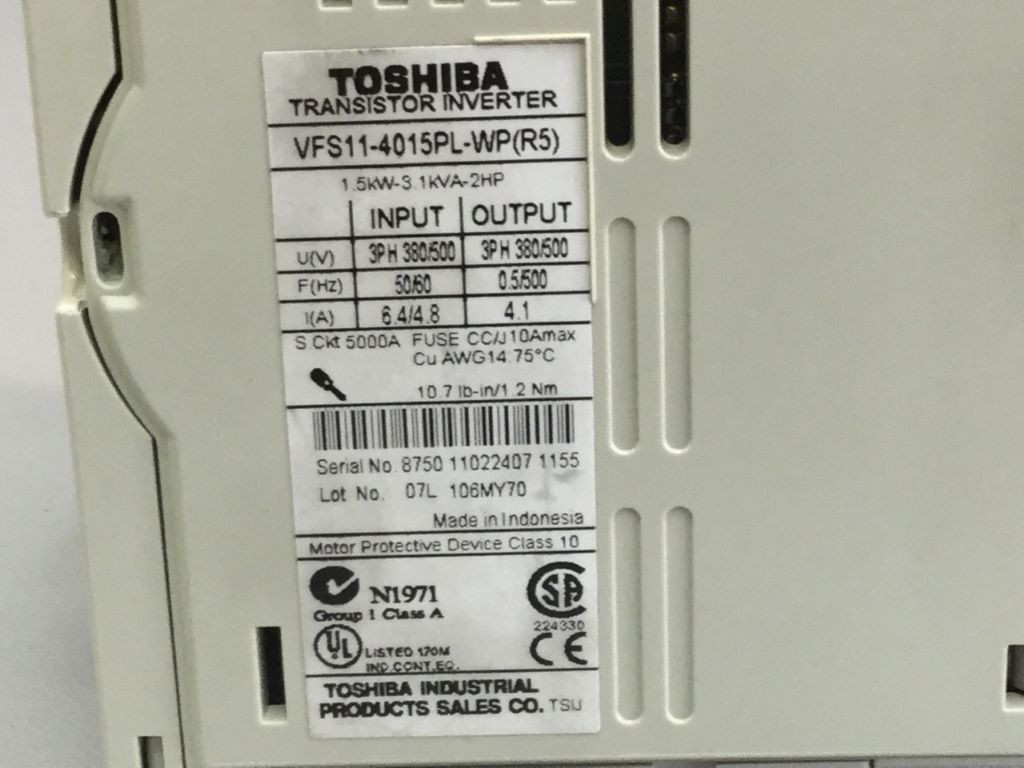 TOSHIBA
TRANSISTOR INVERTER
VFS11-4015PL-WP(R5)
1.5KW-3.1KVA-2HP
INPUT OUTPUT
U(V) 3PH 380/500 3PH 380/500
F(Hz) 50/60 0.5/500
I(A) 6.4/4.8 4.1
S Ckt 5000A FUSE CC/J 10Amax
Cu AWG14.75°C
10.7 lb-in/1.2 Nm
Serial No. 8750 11022407 1155
Lot No. 07L 106MY70
Made in Indonesia
Motor Protective Device Class 10
N1971
Group 1 Class A
SA
224330
UL LISTED 170M
IND.CONT.EQ.
CE
TOSHIBA INDUSTRIAL
PRODUCTS SALES CO. TSIJ